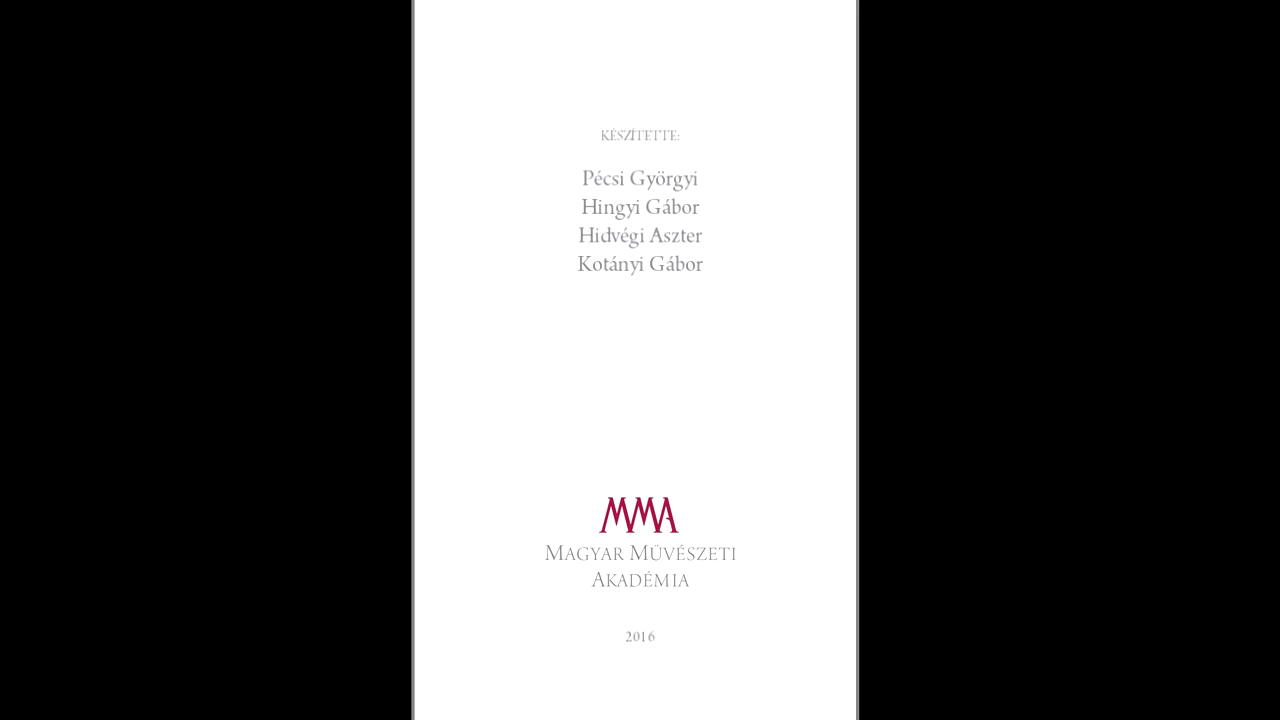 KÉSZÍTETTE:
Pécsi Györgyi
Hingyi Gábor
Hidvégi Aszter
Kotányi Gábor
MMA
MAGYAR MŰVÉSZETI
AKADÉMIA
2016